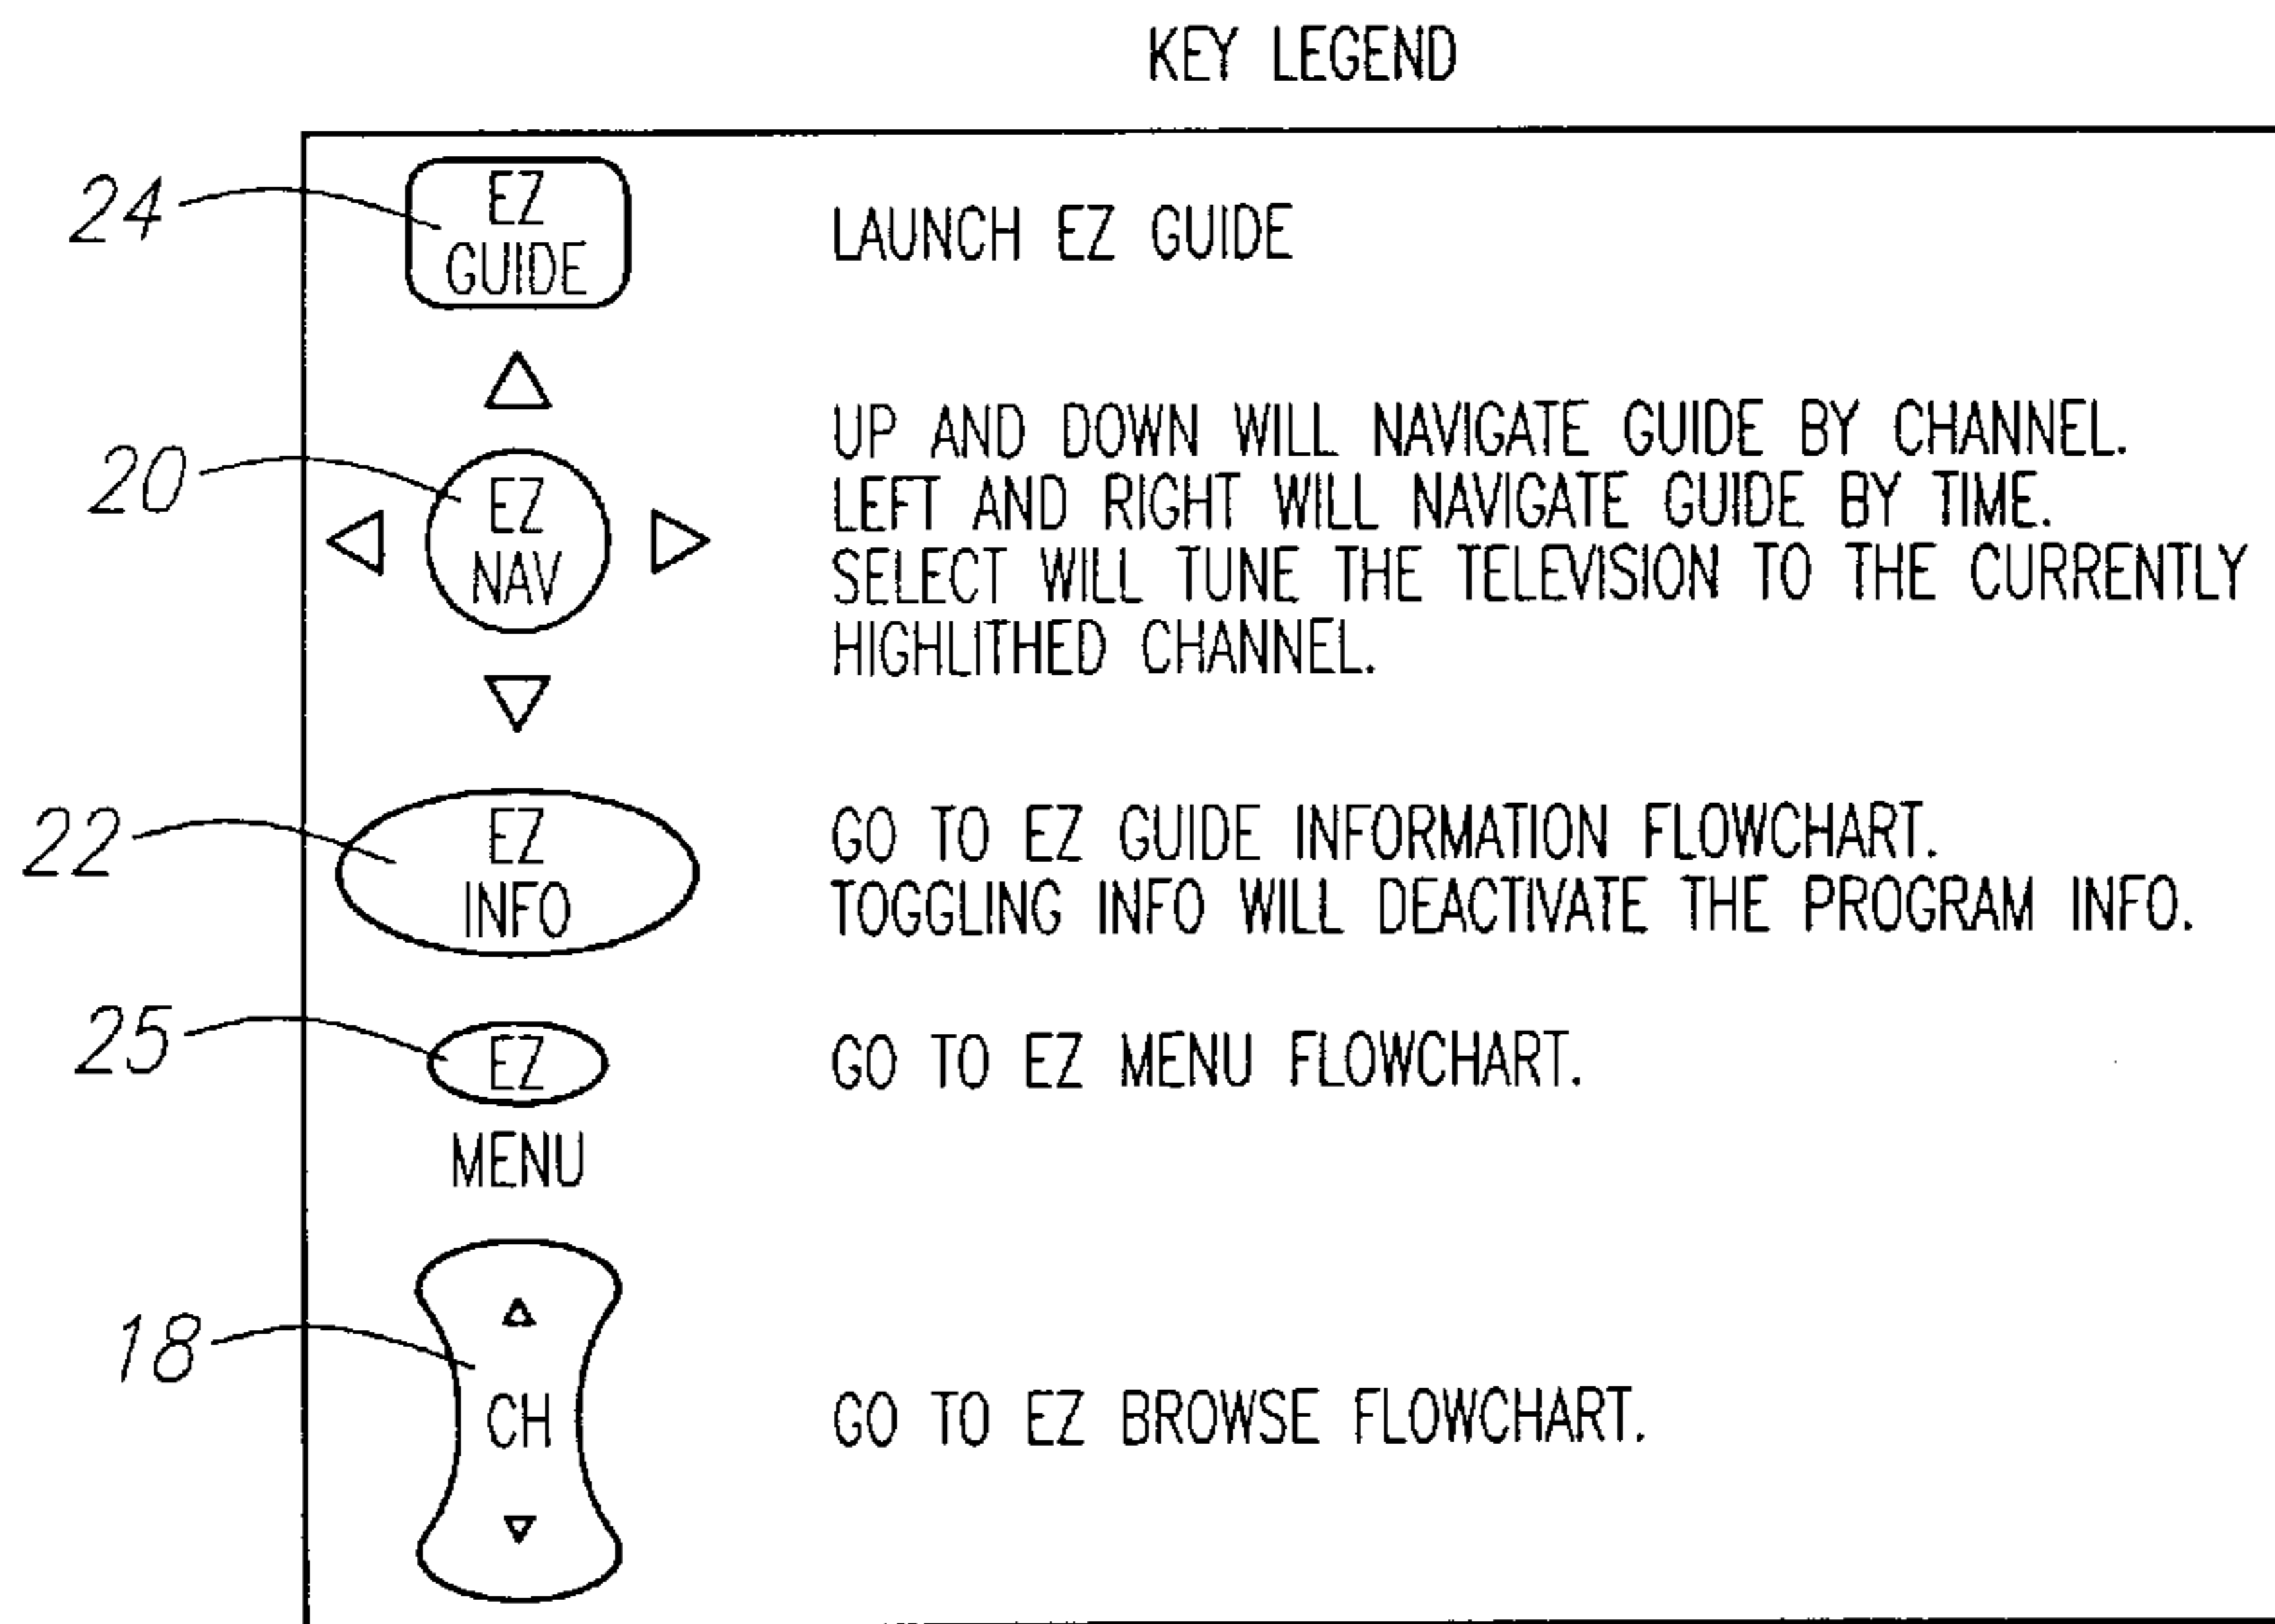 KEY LEGEND
24
EZ
GUIDE
LAUNCH EZ GUIDE
20
EZ
NAV
UP AND DOWN WILL NAVIGATE GUIDE BY CHANNEL.
LEFT AND RIGHT WILL NAVIGATE GUIDE BY TIME.
SELECT WILL TUNE THE TELEVISION TO THE CURRENTLY
HIGHLITHED CHANNEL.
22
EZ
INFO
GO TO EZ GUIDE INFORMATION FLOWCHART.
TOGGLING INFO WILL DEACTIVATE THE PROGRAM INFO.
25
EZ
MENU
GO TO EZ MENU FLOWCHART.
18
CH
GO TO EZ BROWSE FLOWCHART.